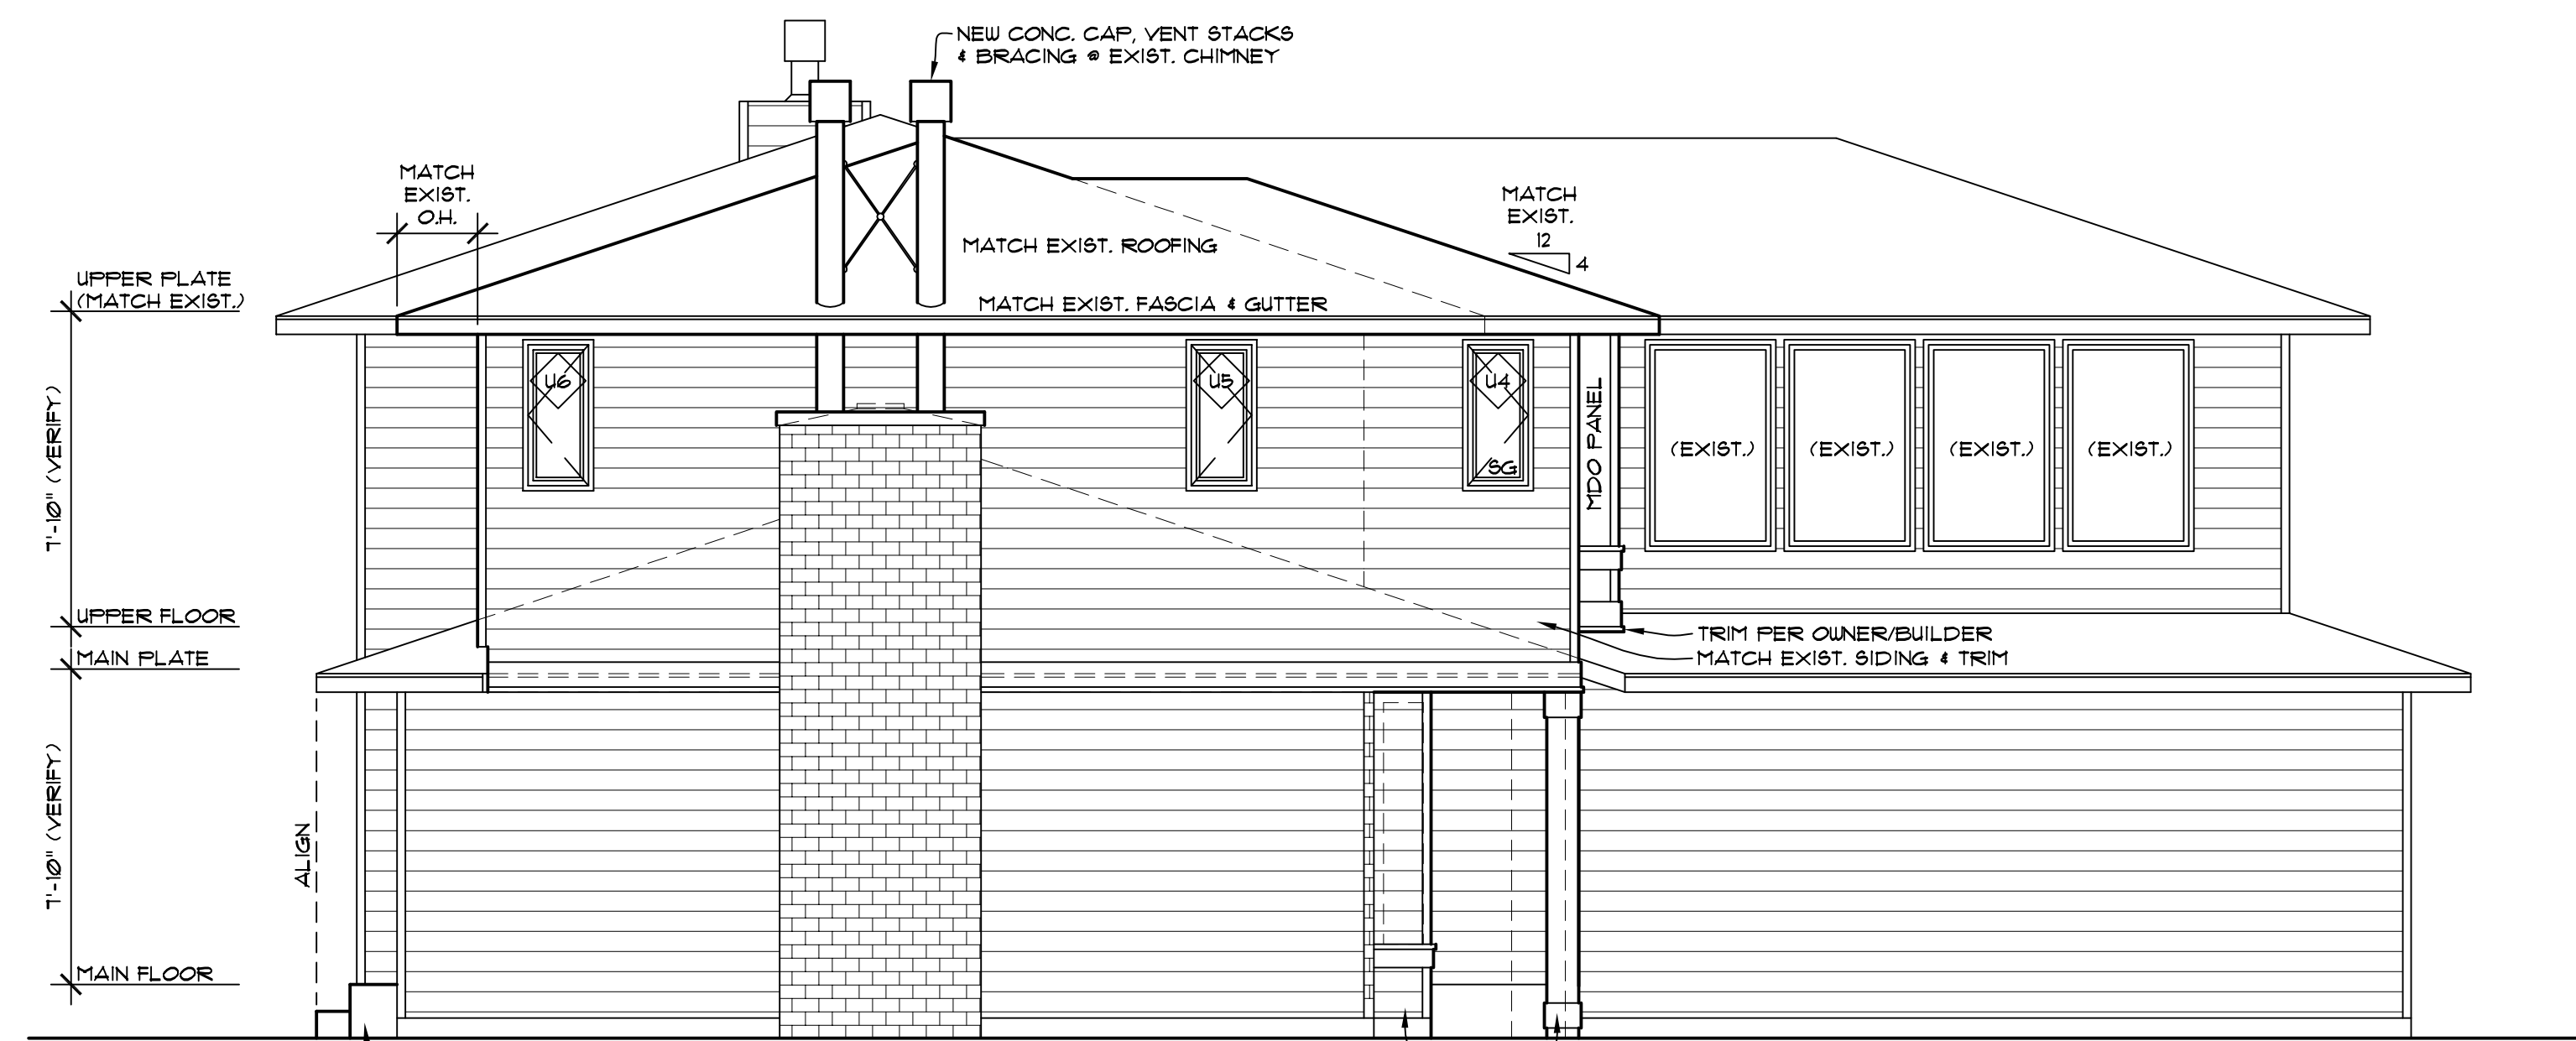 NEW CONC. CAP, VENT STACKS
& BRACING @ EXIST. CHIMNEY
MATCH
EXIST.
O.H.
MATCH
EXIST.
12
4
MATCH EXIST. ROOFING
UPPER PLATE
(MATCH EXIST.)
MATCH EXIST. FASCIA & GUTTER
U6
U5
U4
SG
MDO PANEL
(EXIST.)
(EXIST.)
(EXIST.)
(EXIST.)
7'-10" (VERIFY)
UPPER FLOOR
TRIM PER OWNER/BUILDER
MAIN PLATE
MATCH EXIST. SIDING & TRIM
7'-10" (VERIFY)
ALIGN
MAIN FLOOR